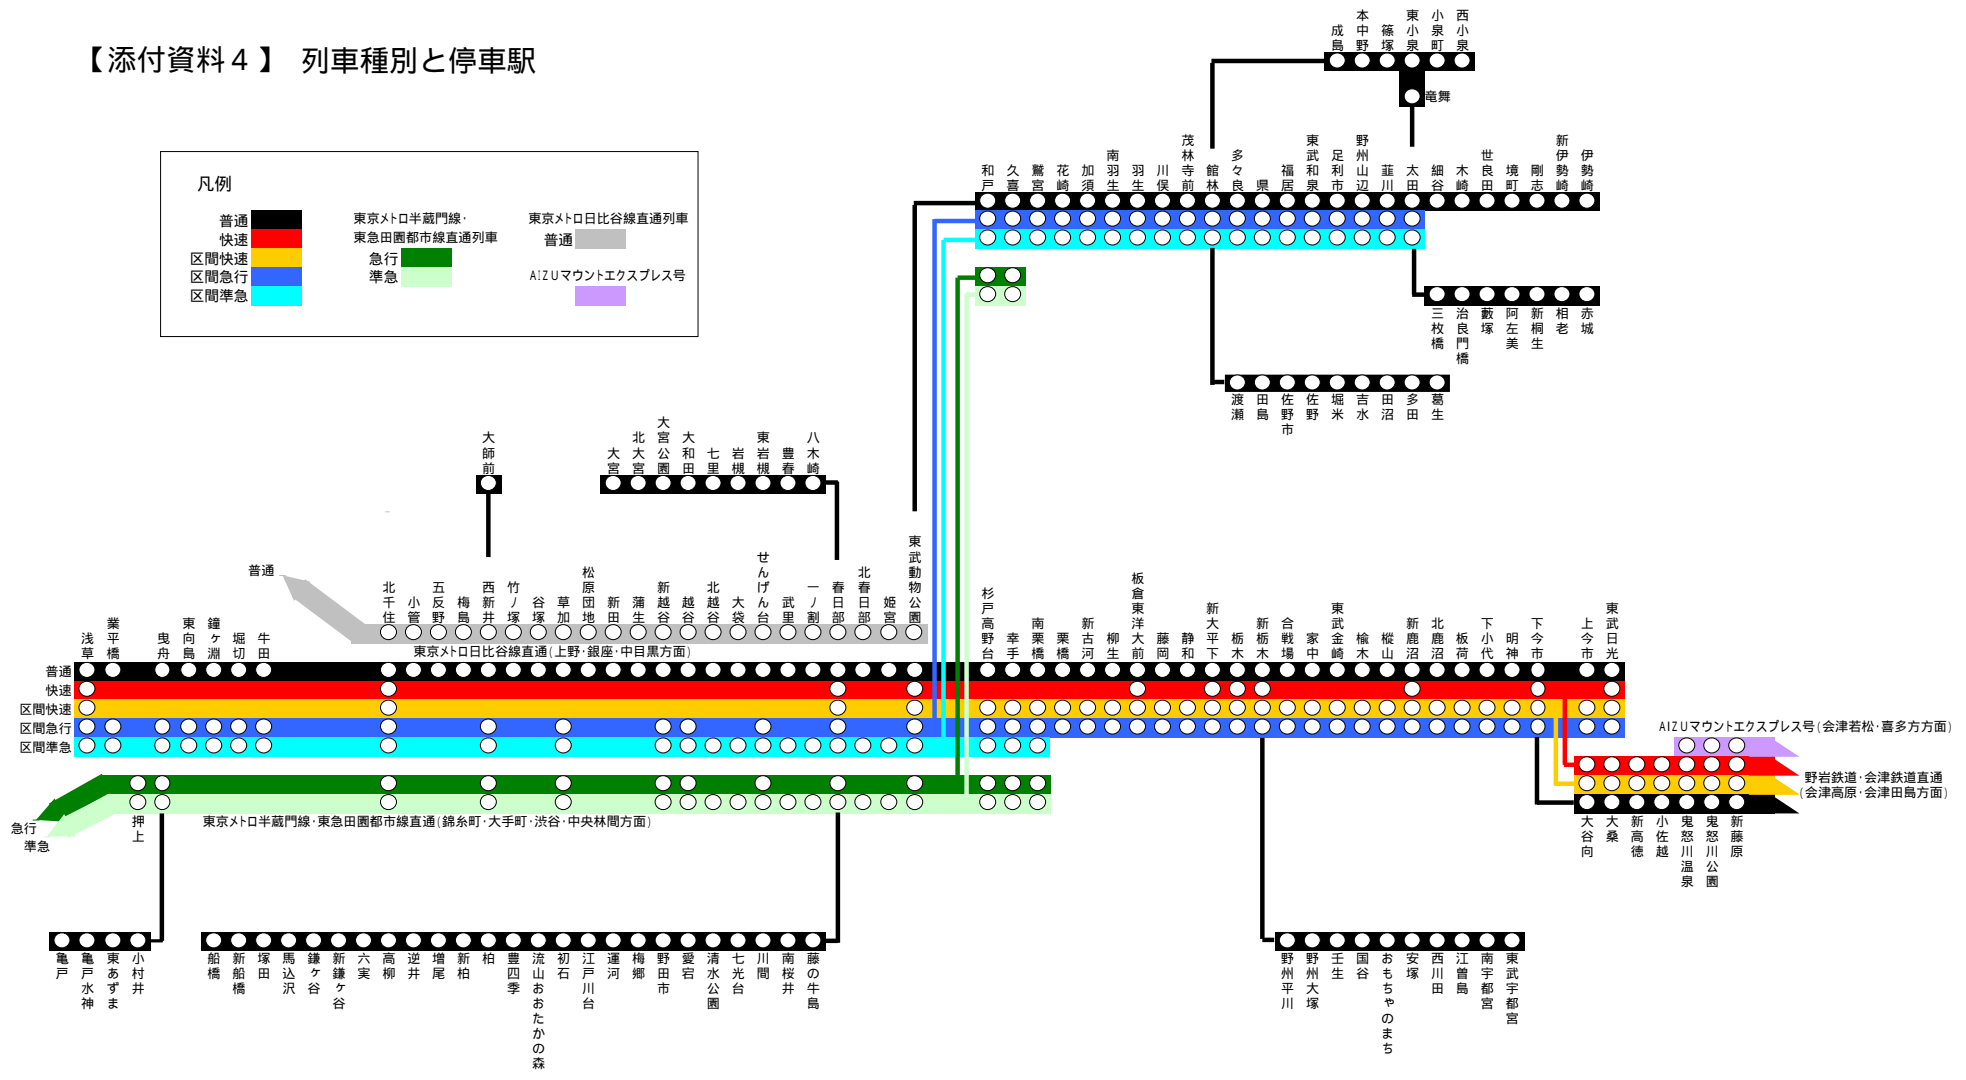 【添付資料４】 列車種別と停車駅
凡例
普通
快速
区間快速
区間急行
区間準急
東京メトロ半蔵門線・
東急田園都市線直通列車
急行
準急
東京メトロ日比谷線直通列車
普通
AIZUマウントエクスプレス号
成島
本中野
篠塚
東小泉
小泉町
西小泉
竜舞
和戸
久喜
鷲宮
花崎
加須
南羽生
羽生
川俣
茂林寺前
館林
多々良
県
福居
東武和泉
足利市
野州山辺
韮川
太田
細谷
木崎
世良田
境町
剛志
新伊勢崎
伊勢崎
三枚橋
治良門橋
藪塚
阿左美
新桐生
相老
赤城
渡瀬
田島
佐野市
佐野
堀米
吉水
田沼
多田
葛生
大師前
大宮
北大宮
大宮公園
大和田
七里
岩槻
東岩槻
豊春
八木崎
普通
北千住
小菅
五反野
梅島
西新井
竹ノ塚
谷塚
草加
松原団地
新田
蒲生
新越谷
越谷
北越谷
大袋
せんげん台
武里
一ノ割
春日部
北春日部
姫宮
東武動物公園
東京メトロ日比谷線直通(上野・銀座・中目黒方面)
浅草
業平橋
曳舟
東向島
鐘ヶ淵
堀切
牛田
杉戸高野台
幸手
南栗橋
栗橋
新古河
柳生
板倉東洋大前
藤岡
静和
新大平下
栃木
新栃木
合戦場
家中
東武金崎
楡木
樅山
新鹿沼
北鹿沼
板荷
下小代
明神
下今市
上今市
東武日光
普通
快速
区間快速
区間急行
区間準急
AIZUマウントエクスプレス号(会津若松・喜多方方面)
野岩鉄道・会津鉄道直通
(会津高原・会津田島方面)
大谷向
大桑
新高徳
小佐越
鬼怒川温泉
鬼怒川公園
新藤原
急行
準急
押上
東京メトロ半蔵門線・東急田園都市線直通(錦糸町・大手町・渋谷・中央林間方面)
亀戸
亀戸水神
東あずま
小村井
船橋
新船橋
塚田
馬込沢
鎌ヶ谷
新鎌ヶ谷
六実
高柳
逆井
増尾
新柏
柏
豊四季
流山おおたかの森
初石
江戸川台
運河
梅郷
野田市
愛宕
清水公園
七光台
川間
南桜井
藤の牛島
野州平川
野州大塚
壬生
国谷
おもちゃのまち
安塚
西川田
江曽島
南宇都宮
東武宇都宮